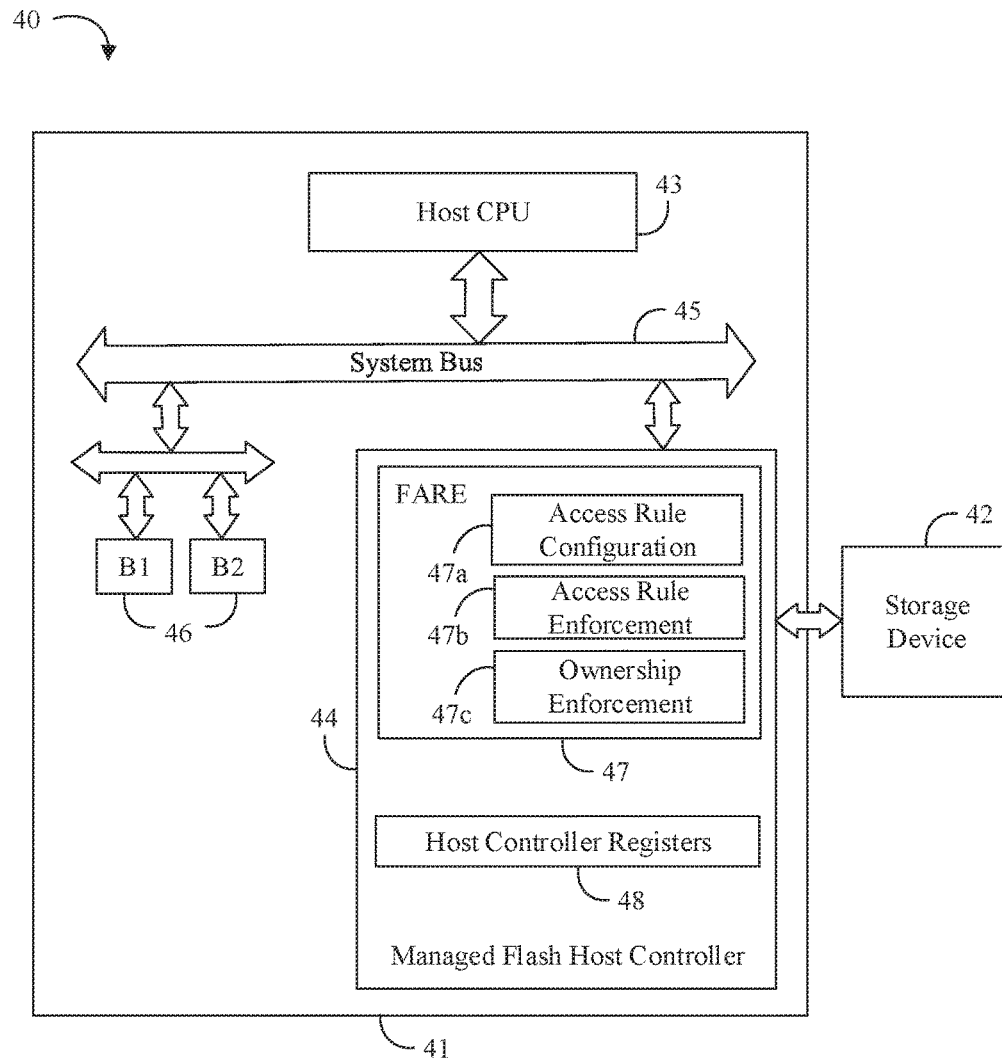 40
43
Host CPU
45
System Bus
FARE
Access Rule
Configuration
47a
Access Rule
Enforcement
47b
Ownership
Enforcement
47c
B1
B2
46
42
Storage
Device
44
47
Host Controller Registers
48
Managed Flash Host Controller
41